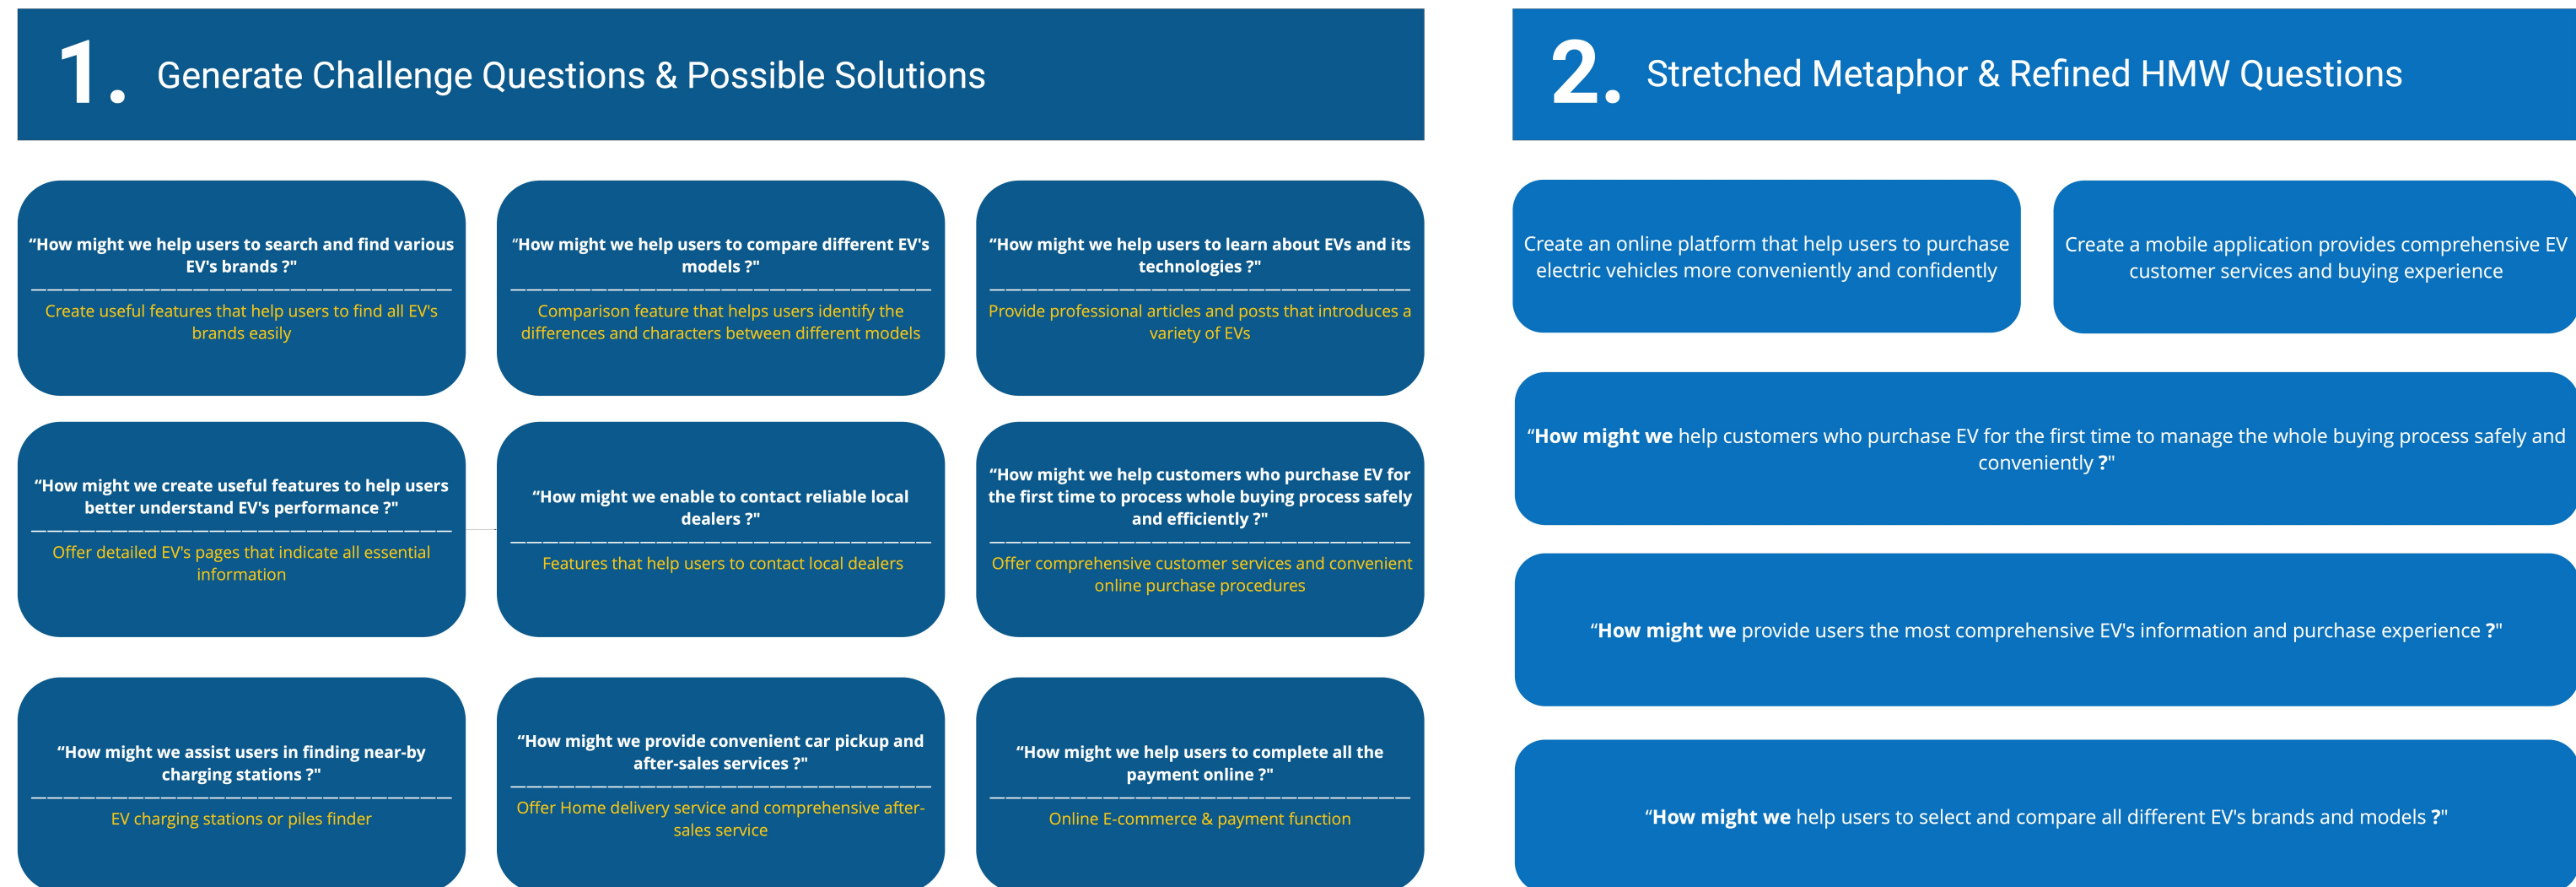 1. Generate Challenge Questions & Possible Solutions
“How might we help users to search and find various
EV's brands ?"
Create useful features that help users to find all EV's
brands easily
“How might we help users to compare different EV's
models ?"
Comparison feature that helps users identify the
differences and characters between different models
“How might we help users to learn about EVs and its
technologies ?"
Provide professional articles and posts that introduces a
variety of EVs
“How might we create useful features to help users
better understand EV's performance ?"
Offer detailed EV's pages that indicate all essential
information
“How might we enable to contact reliable local
dealers ?"
Features that help users to contact local dealers
“How might we help customers who purchase EV for
the first time to process whole buying process safely
and efficiently ?"
Offer comprehensive customer services and convenient
online purchase procedures
“How might we assist users in finding near-by
charging stations ?"
EV charging stations or piles finder
“How might we provide convenient car pickup and
after-sales services ?"
Offer Home delivery service and comprehensive after-
sales service
“How might we help users to complete all the
payment online ?"
Online E-commerce & payment function
2. Stretched Metaphor & Refined HMW Questions
Create an online platform that help users to purchase
electric vehicles more conveniently and confidently
Create a mobile application provides comprehensive EV
customer services and buying experience
“How might we help customers who purchase EV for the first time to manage the whole buying process safely and
conveniently ?"
“How might we provide users the most comprehensive EV's information and purchase experience ?"
“How might we help users to select and compare all different EV's brands and models ?"